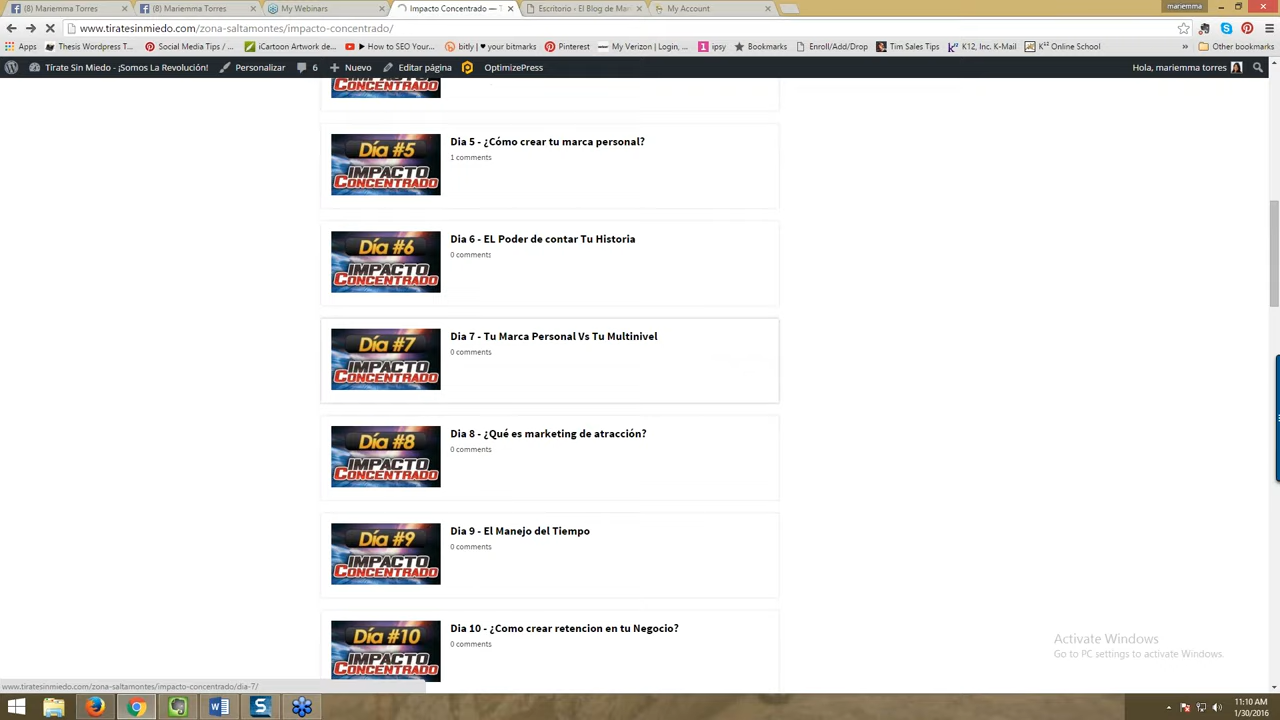 (8) Mariemma Torres
(8) Mariemma Torres
My Webinars
Impacto Concentrado — T
Escritorio ‹ El Blog de Mar
My Account
mariemma
www.tiratesinmiedo.com/zona-saltamontes/impacto-concentrado/
Apps
Thesis Wordpress T...
Social Media Tips / ...
iCartoon Artwork de...
How to SEO Your...
bitly | ♥ your bitmarks
Pinterest
My Verizon | Login, ...
ipsy
Bookmarks
Enroll/Add/Drop
Tim Sales Tips
K12, Inc. K-Mail
K¹² Online School
Other bookmarks
Tírate Sin Miedo - ¡Somos La Revolución!
Personalizar
6
Nuevo
Editar página
OptimizePress
Hola, mariemma torres
CONCENTRADO
Dia 5 - ¿Cómo crear tu marca personal?
1 comments
Día #5
IMPACTO
CONCENTRADO
Dia 6 - EL Poder de contar Tu Historia
0 comments
Día #6
IMPACTO
CONCENTRADO
Dia 7 - Tu Marca Personal Vs Tu Multinivel
0 comments
Día #7
IMPACTO
CONCENTRADO
Dia 8 - ¿Qué es marketing de atracción?
0 comments
Día #8
IMPACTO
CONCENTRADO
Dia 9 - El Manejo del Tiempo
0 comments
Día #9
IMPACTO
CONCENTRADO
Dia 10 - ¿Como crear retencion en tu Negocio?
0 comments
Día #10
IMPACTO
CONCENTRADO
Activate Windows
Go to PC settings to activate Windows.
www.tiratesinmiedo.com/zona-saltamontes/impacto-concentrado/dia-7/
11:10 AM
1/30/2016